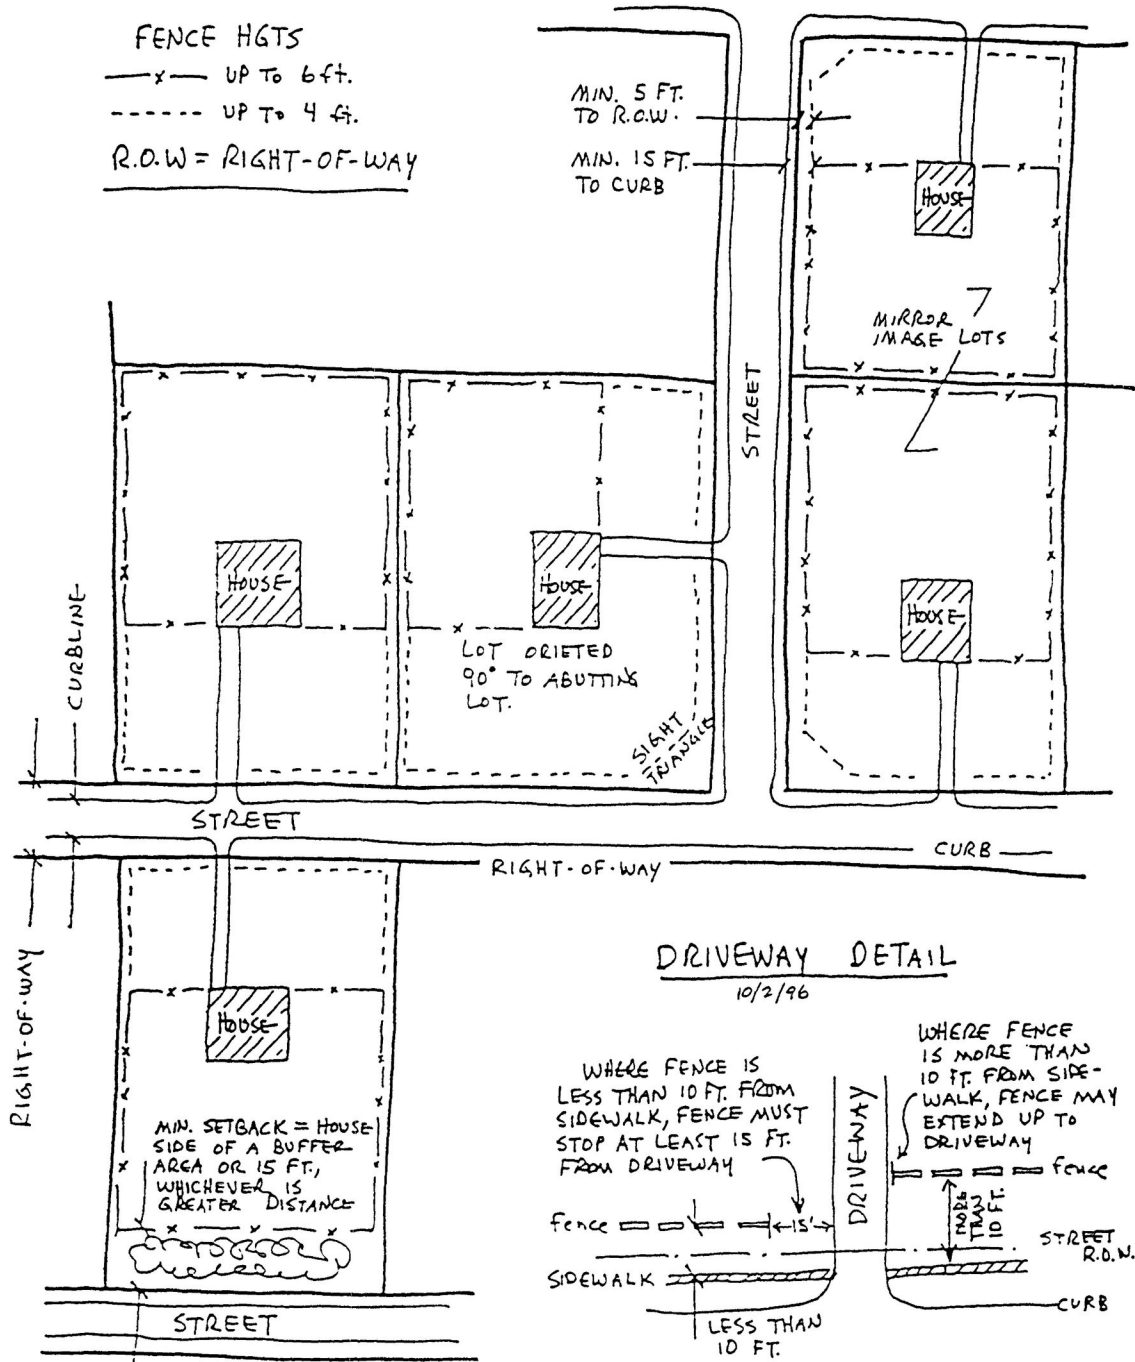 FENCE HGTS
—x— UP TO 6 ft.
----- UP TO 4 ft.
R.O.W = RIGHT-OF-WAY
MIN. 5 FT.
TO R.O.W.
MIN. 15 FT.
TO CURB
HOUSE
MIRROR
IMAGE LOTS
STREET
HOUSE
HOUSE
HOUSE
LOT ORIETED
90° TO ABUTTING
LOT.
SIGHT
TRIANGLE
CURBLINE
STREET
CURB
RIGHT-OF-WAY
RIGHT-OF-WAY
HOUSE
MIN. SETBACK = HOUSE
SIDE OF A BUFFER
AREA OR 15 FT.,
WHICHEVER IS
GREATER DISTANCE
STREET
DRIVEWAY DETAIL
10/2/96
WHERE FENCE IS
LESS THAN 10 FT. FROM
SIDEWALK, FENCE MUST
STOP AT LEAST 15 FT.
FROM DRIVEWAY
DRIVEWAY
WHERE FENCE
IS MORE THAN
10 FT. FROM SIDE-
WALK, FENCE MAY
EXTEND UP TO
DRIVEWAY
fence
fence
15'
MORE
THAN
10 FT.
STREET
R.O.W.
SIDEWALK
CURB
LESS THAN
10 FT.